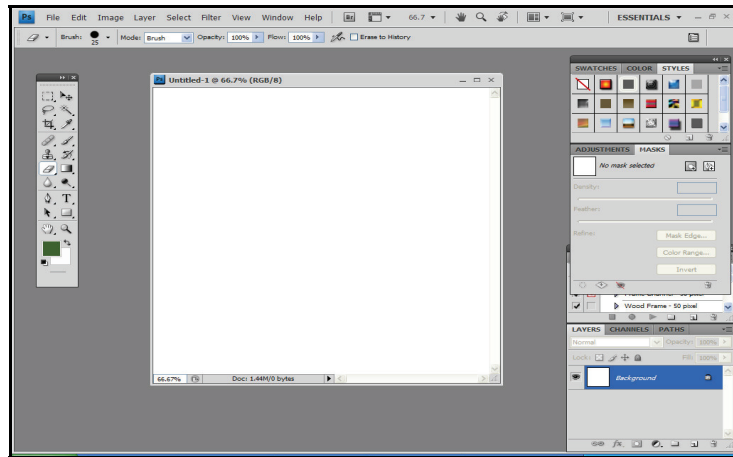 Ps File Edit Image Layer Select Filter View Window Help Br 66.7 ESSENTIALS
Brush: 25 Mode: Brush Opacity: 100% Flow: 100% Erase to History
Ps Untitled-1 @ 66.7% (RGB/8)
SWATCHES COLOR STYLES
ADJUSTMENTS MASKS
No mask selected
Density:
Feather:
Refine: Mask Edge...
Color Range...
Invert
Wood Frame - 50 pixel
LAYERS CHANNELS PATHS
Normal Opacity: 100%
Lock: Fill: 100%
Background
66.67% Doc: 1.44M/0 bytes
T
fx